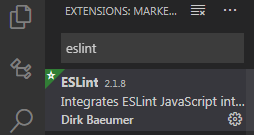 EXTENSIONS: MARKE...
eslint
ESLint 2.1.8
Integrates ESLint JavaScript int...
Dirk Baeumer